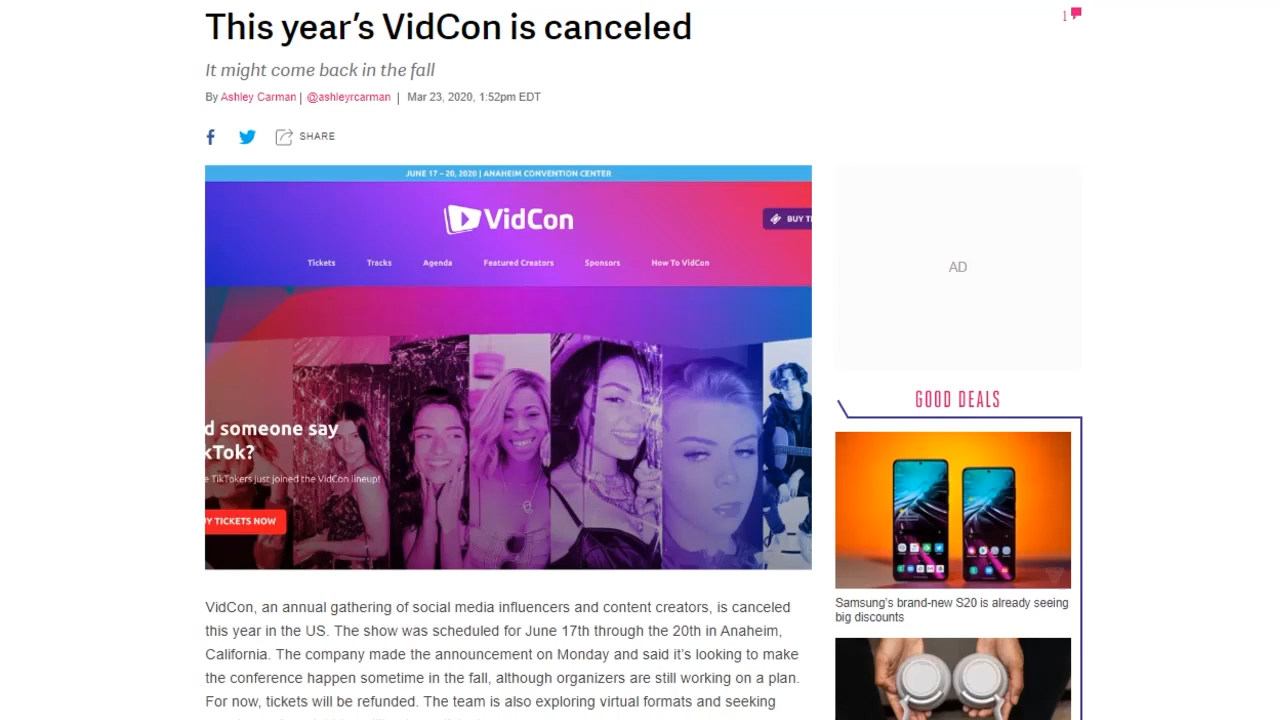 This year's VidCon is canceled
1
It might come back in the fall
By Ashley Carman | @ashleyrcarman | Mar 23, 2020, 1:52pm EDT
SHARE
JUNE 17 – 20, 2020 | ANAHEIM CONVENTION CENTER
VidCon
BUY TI
Tickets Tracks Agenda Featured Creators Sponsors How To VidCon
d someone say
kTok?
e TikTokers just joined the VidCon lineup!
Y TICKETS NOW
AD
GOOD DEALS
Samsung's brand-new S20 is already seeing
big discounts
VidCon, an annual gathering of social media influencers and content creators, is canceled
this year in the US. The show was scheduled for June 17th through the 20th in Anaheim,
California. The company made the announcement on Monday and said it's looking to make
the conference happen sometime in the fall, although organizers are still working on a plan.
For now, tickets will be refunded. The team is also exploring virtual formats and seeking